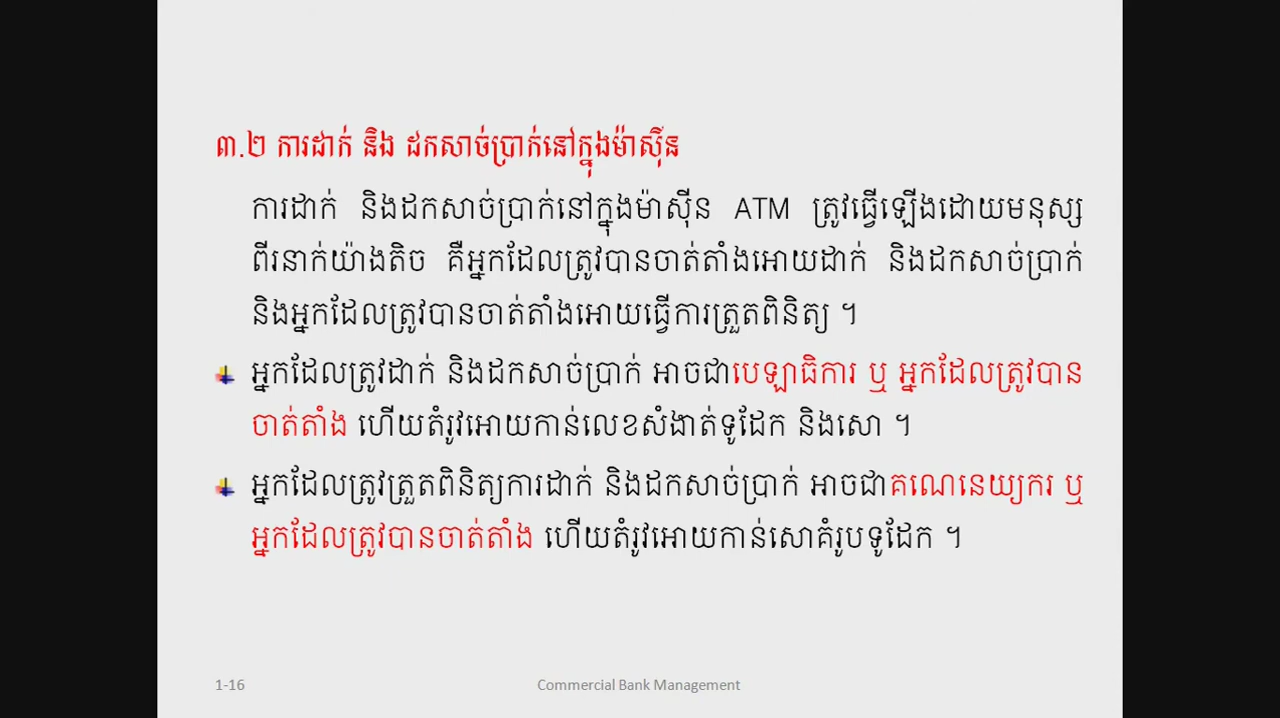 ៣.២ ការដាក់ និង ដកសាច់ប្រាក់នៅក្នុងម៉ាស៊ីន
ការដាក់ និងដកសាច់ប្រាក់នៅក្នុងម៉ាស៊ីន ATM ត្រូវធ្វើឡើងដោយមនុស្ស
ពីរនាក់យ៉ាងតិច គឺអ្នកដែលត្រូវបានចាត់តាំងអោយដាក់ និងដកសាច់ប្រាក់
និងអ្នកដែលត្រូវបានចាត់តាំងអោយធ្វើការត្រួតពិនិត្យ ។
អ្នកដែលត្រូវដាក់ និងដកសាច់ប្រាក់ អាចជាបេឡាធិការ ឬ អ្នកដែលត្រូវបាន
ចាត់តាំង ហើយតំរូវអោយកាន់លេខសំងាត់ទូដែក និងសោ ។
អ្នកដែលត្រូវត្រួតពិនិត្យការដាក់ និងដកសាច់ប្រាក់ អាចជាគណេនេយ្យករ ឬ
អ្នកដែលត្រូវបានចាត់តាំង ហើយតំរូវអោយកាន់សោគំរូបទូដែក ។
1-16
Commercial Bank Management